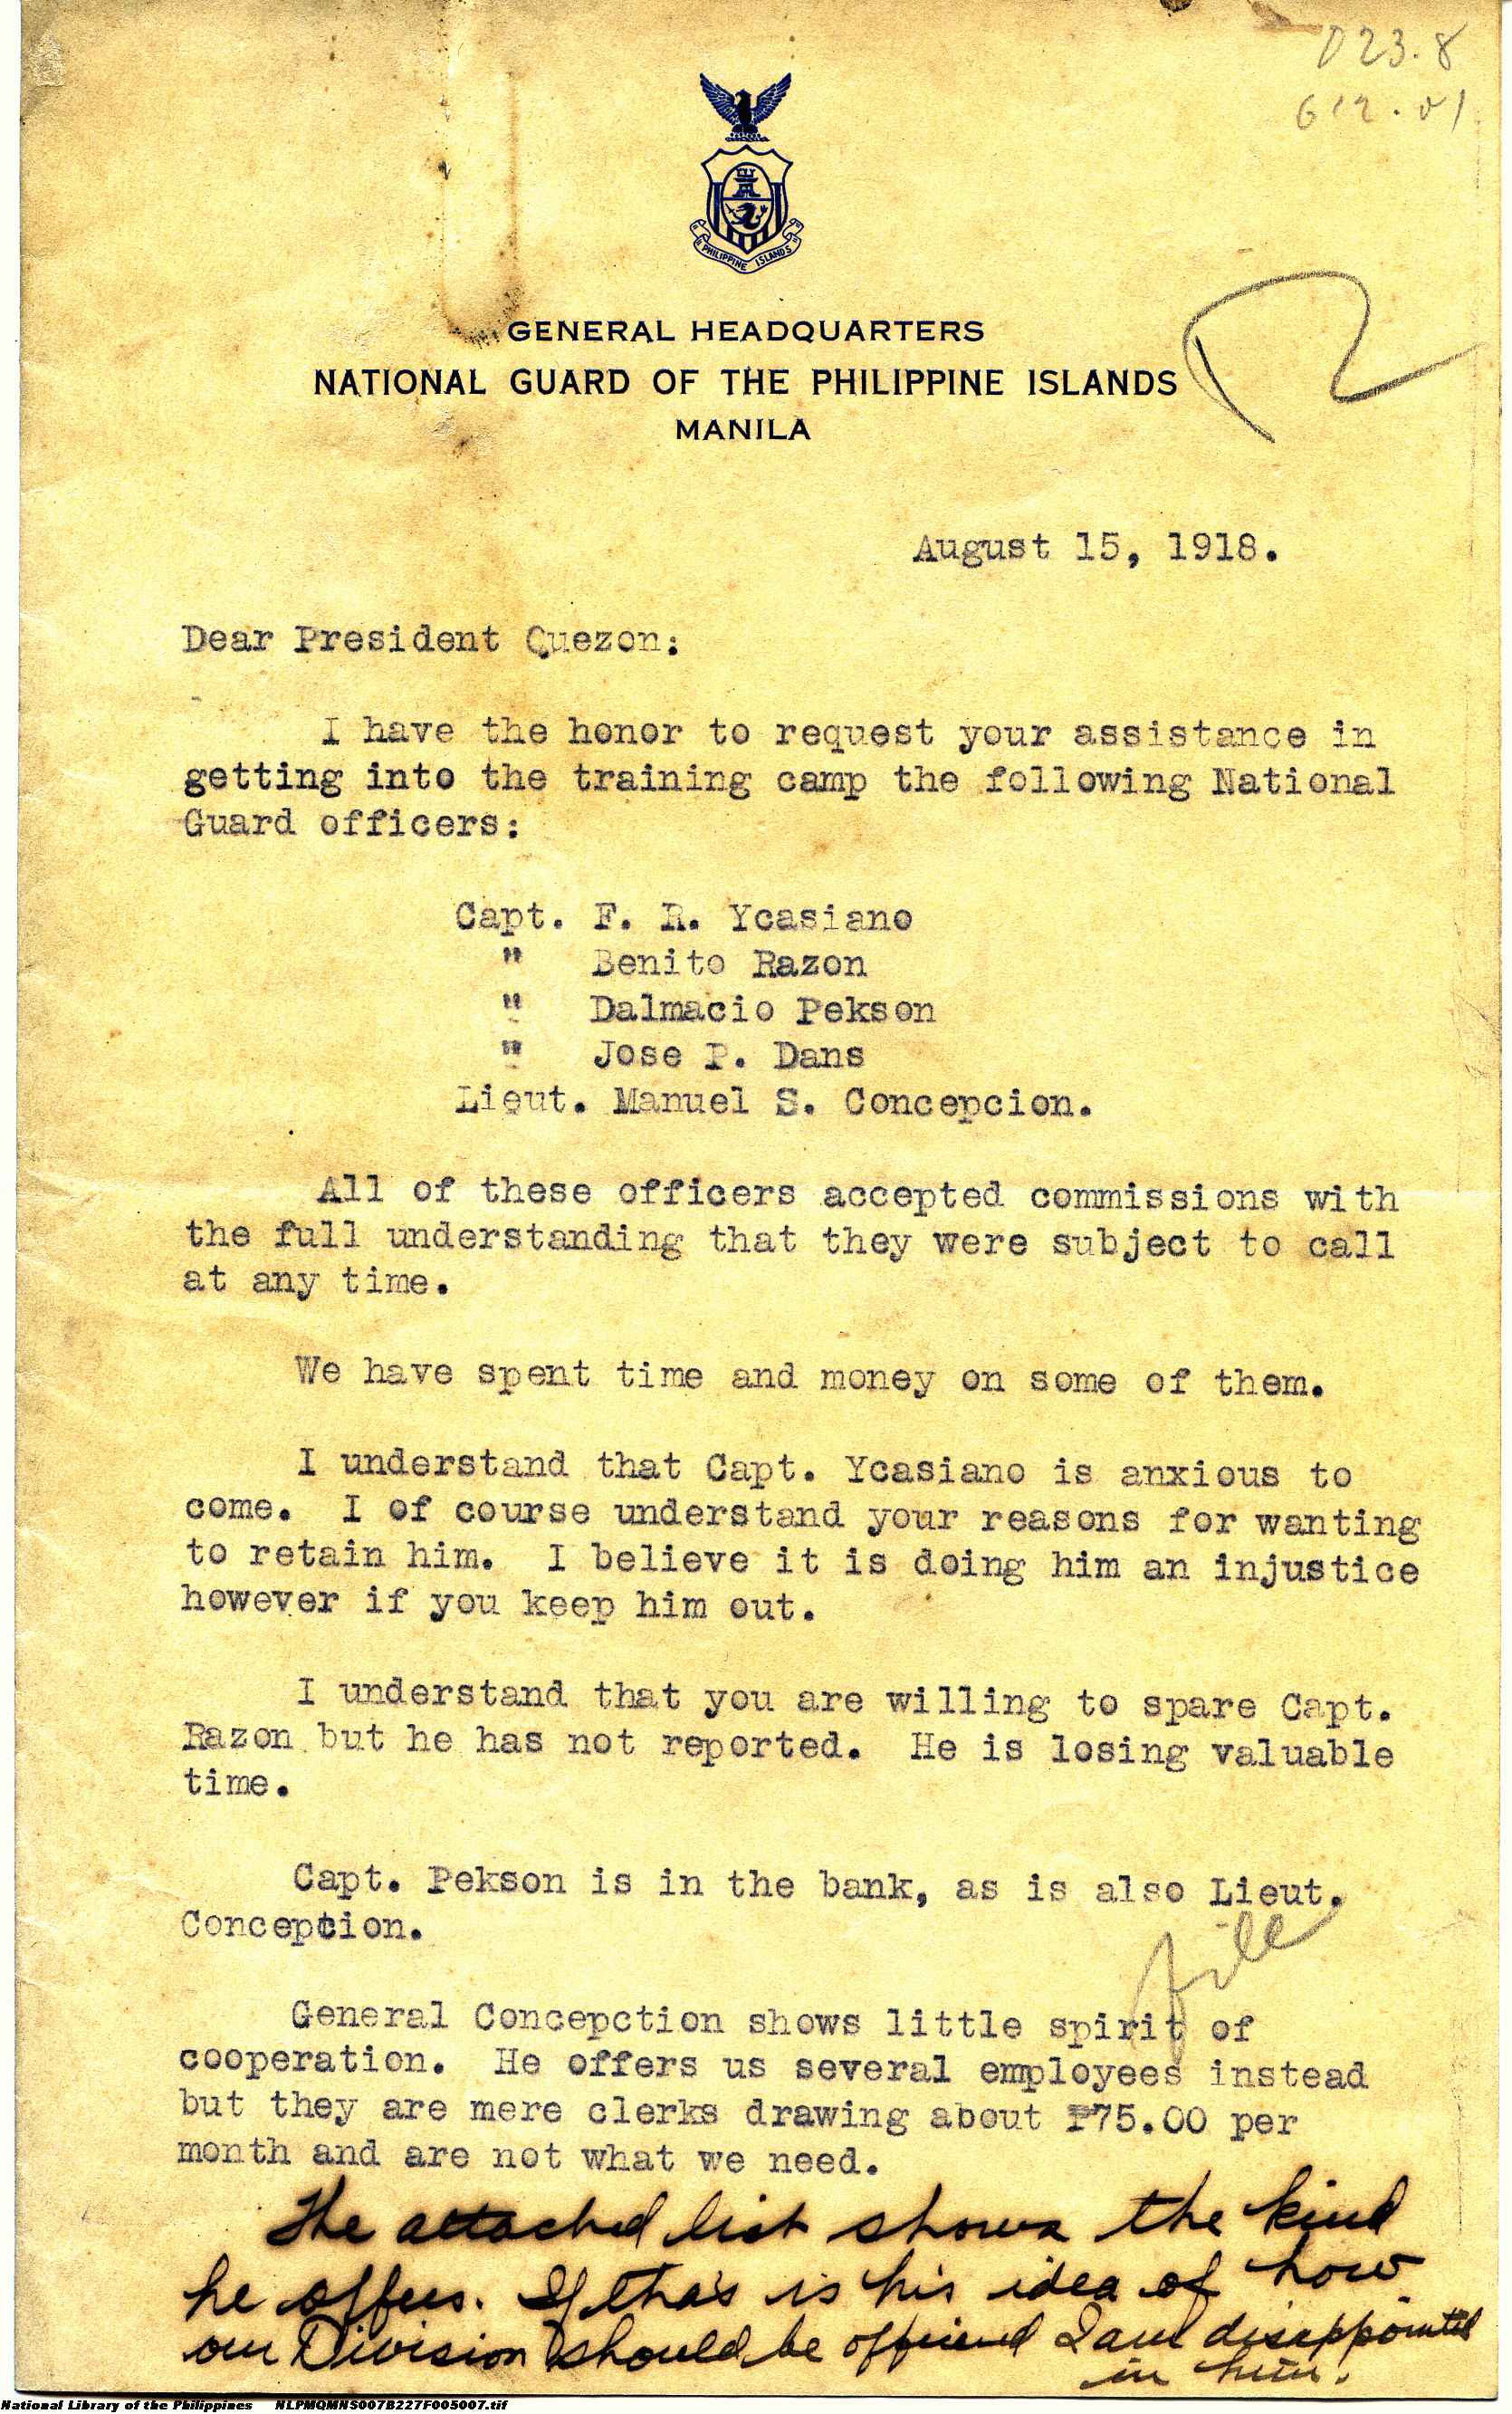 D23.8
612.01
PHILIPPINE ISLANDS
GENERAL HEADQUARTERS
NATIONAL GUARD OF THE PHILIPPINE ISLANDS
MANILA
August 15, 1918.
Dear President Quezon:
I have the honor to request your assistance in
getting into the training camp the following National
Guard officers:
Capt. F. R. Ycasiano
" Benito Razon
" Dalmacio Pekson
" Jose P. Dans
Lieut. Manuel S. Concepcion.
All of these officers accepted commissions with
the full understanding that they were subject to call
at any time.
We have spent time and money on some of them.
I understand that Capt. Ycasiano is anxious to
come. I of course understand your reasons for wanting
to retain him. I believe it is doing him an injustice
however if you keep him out.
I understand that you are willing to spare Capt.
Razon but he has not reported. He is losing valuable
time.
Capt. Pekson is in the bank, as is also Lieut.
Concepcion.
file
General Concepction shows little spirit of
cooperation. He offers us several employees instead
but they are mere clerks drawing about ₱75.00 per
month and are not what we need.
The attached list shows the kind
he offers. If this is his idea of how
our Division should be officered I am disappointed
in him.
National Library of the Philippines NLPMQMNS007B227F005007.tif